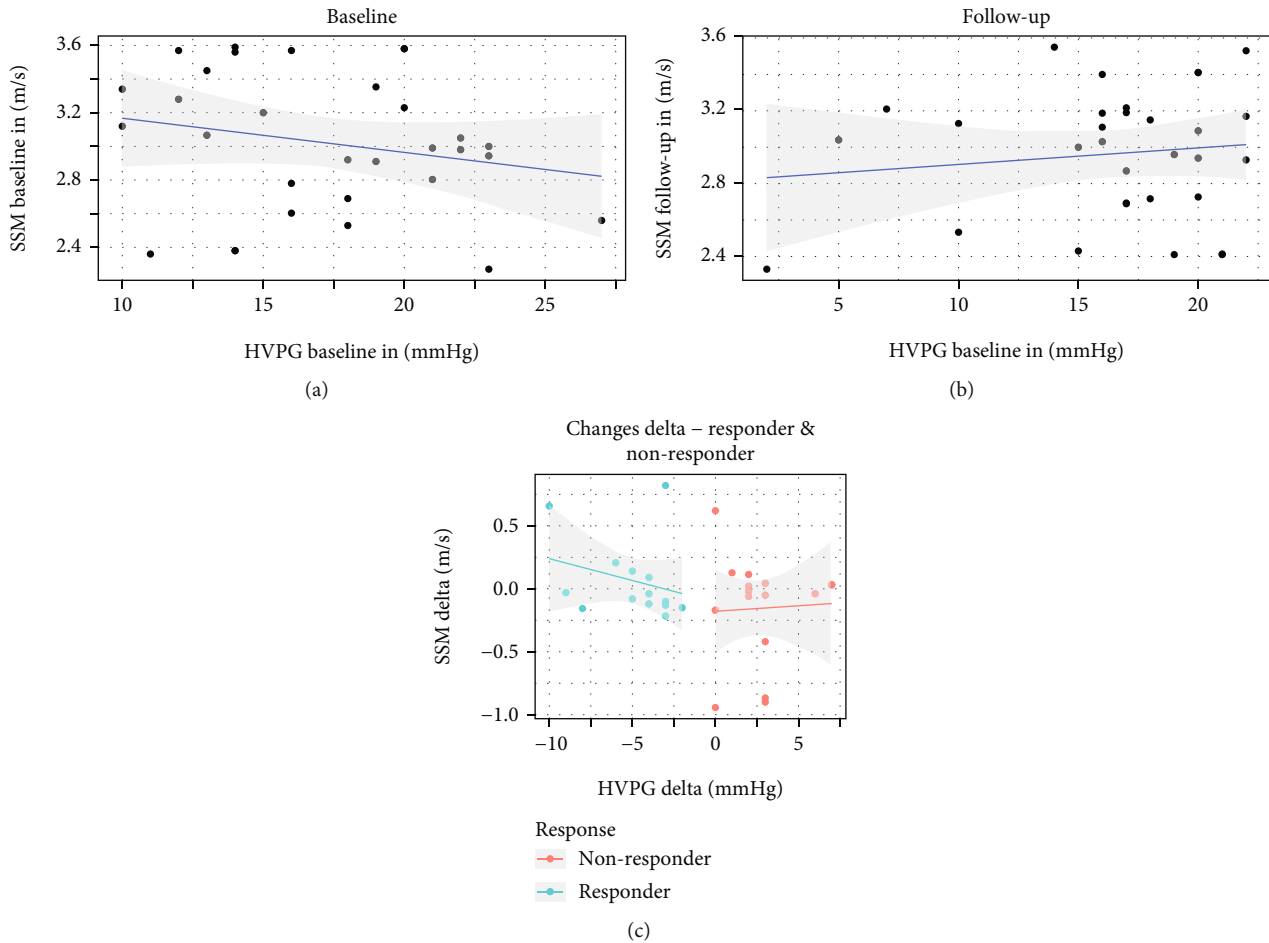 Baseline
SSM baseline in (m/s)
3.6
3.2
2.8
2.4
10 15 20 25
HVPG baseline in (mmHg)
(a)
Follow-up
SSM follow-up in (m/s)
3.6
3.2
2.8
2.4
5 10 15 20
HVPG baseline in (mmHg)
(b)
Changes delta – responder &
non-responder
SSM delta (m/s)
0.5
0.0
−0.5
−1.0
−10 −5 0 5
HVPG delta (mmHg)
Response
Non-responder
Responder
(c)